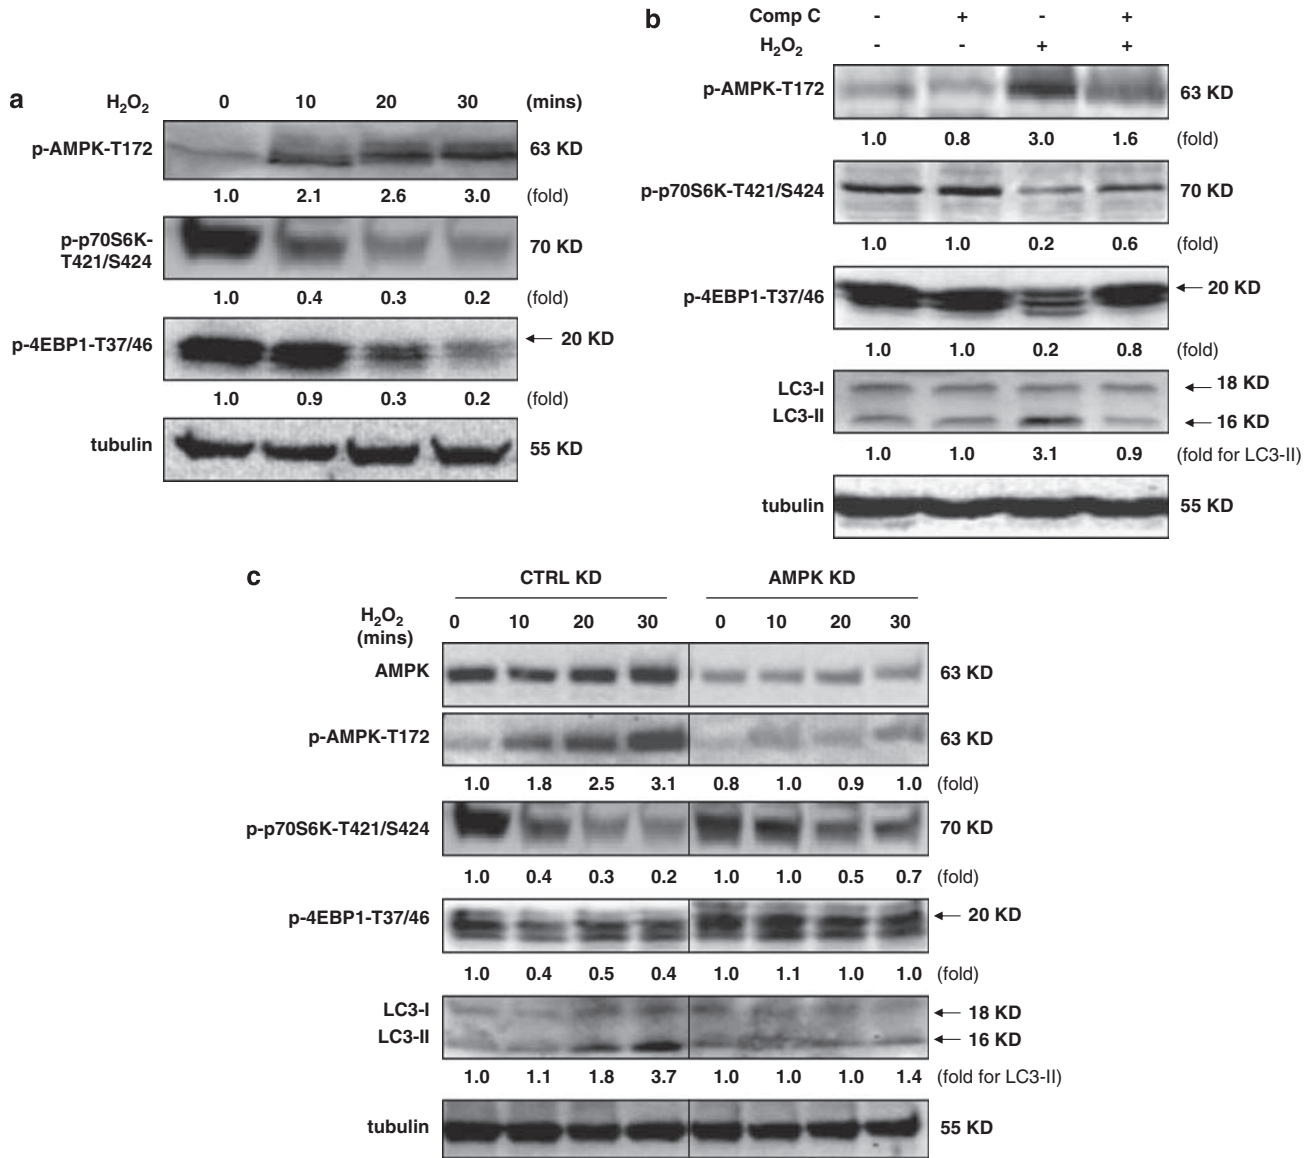 a
H₂O₂ 0 10 20 30 (mins)
p-AMPK-T172 63 KD
1.0 2.1 2.6 3.0 (fold)
p-p70S6K-
T421/S424 70 KD
1.0 0.4 0.3 0.2 (fold)
p-4EBP1-T37/46 ← 20 KD
1.0 0.9 0.3 0.2 (fold)
tubulin 55 KD
b
Comp C - + - +
H₂O₂ - - + +
p-AMPK-T172 63 KD
1.0 0.8 3.0 1.6 (fold)
p-p70S6K-T421/S424 70 KD
1.0 1.0 0.2 0.6 (fold)
p-4EBP1-T37/46 ← 20 KD
1.0 1.0 0.2 0.8 (fold)
LC3-I ← 18 KD
LC3-II ← 16 KD
1.0 1.0 3.1 0.9 (fold for LC3-II)
tubulin 55 KD
c
CTRL KD AMPK KD
H₂O₂ 0 10 20 30 0 10 20 30
(mins)
AMPK 63 KD
p-AMPK-T172 63 KD
1.0 1.8 2.5 3.1 0.8 1.0 0.9 1.0 (fold)
p-p70S6K-T421/S424 70 KD
1.0 0.4 0.3 0.2 1.0 1.0 0.5 0.7 (fold)
p-4EBP1-T37/46 ← 20 KD
1.0 0.4 0.5 0.4 1.0 1.1 1.0 1.0 (fold)
LC3-I ← 18 KD
LC3-II ← 16 KD
1.0 1.1 1.8 3.7 1.0 1.0 1.0 1.4 (fold for LC3-II)
tubulin 55 KD